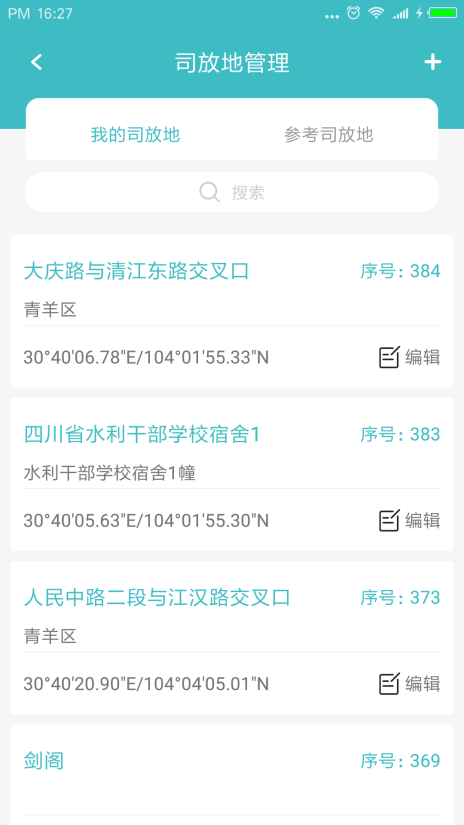 PM 16:27
司放地管理
我的司放地
参考司放地
搜索
大庆路与清江东路交叉口
序号: 384
青羊区
30°40'06.78"E/104°01'55.33"N
编辑
四川省水利干部学校宿舍1
序号: 383
水利干部学校宿舍1幢
30°40'05.63"E/104°01'55.30"N
编辑
人民中路二段与江汉路交叉口
序号: 373
青羊区
30°40'20.90"E/104°04'05.01"N
编辑
剑阁
序号: 369